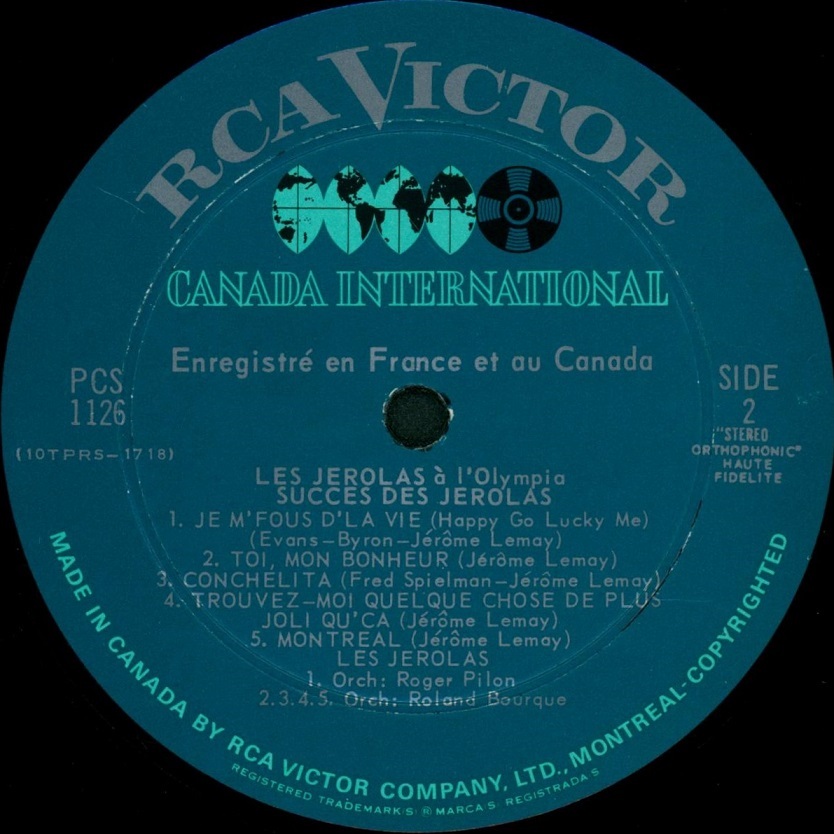 RCA VICTOR
CANADA INTERNATIONAL
Enregistré en France et au Canada
PCS
1126
(10TPRS-1718)
SIDE
2
"STEREO
ORTHOPHONIC®
HAUTE
FIDELITE
LES JEROLAS à l'Olympia
SUCCES DES JEROLAS
1. JE M'FOUS D'LA VIE (Happy Go Lucky Me)
(Evans-Byron-Jérôme Lemay)
2. TOI, MON BONHEUR (Jérôme Lemay)
3. CONCHELITA (Fred Spielman-Jérôme Lemay)
4. TROUVEZ-MOI QUELQUE CHOSE DE PLUS
JOLI QU'CA (Jérôme Lemay)
5. MONTREAL (Jérôme Lemay)
LES JEROLAS
1. Orch: Roger Pilon
2.3.4.5. Orch: Roland Bourque
MADE IN CANADA BY RCA VICTOR COMPANY, LTD., MONTREAL-COPYRIGHTED
REGISTERED TRADEMARK(S) ® MARCA(S) REGISTRADA(S)